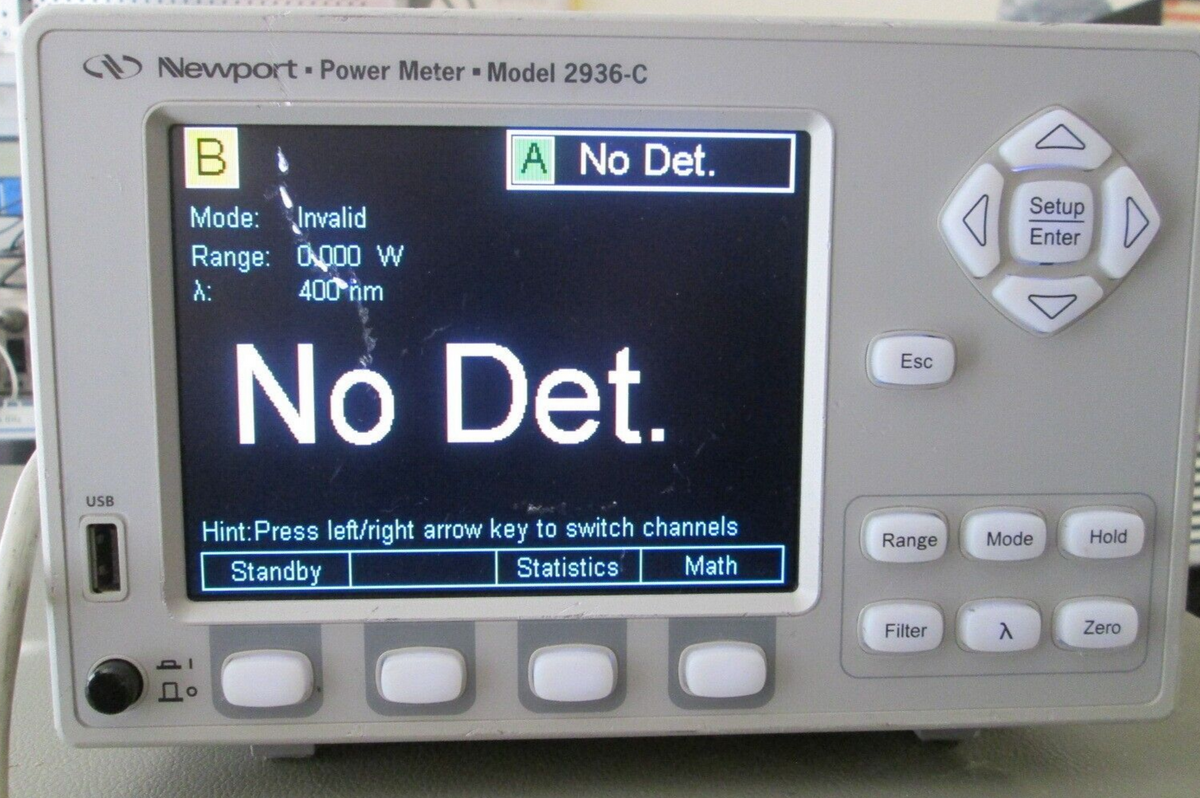 Newport ▪ Power Meter ▪ Model 2936-C
B
A No Det.
Mode: Invalid
Range: 0.000 W
λ: 400 nm
No Det.
Hint:Press left/right arrow key to switch channels
Standby Statistics Math
Setup
Enter
Esc
Range Mode Hold
Filter λ Zero
USB